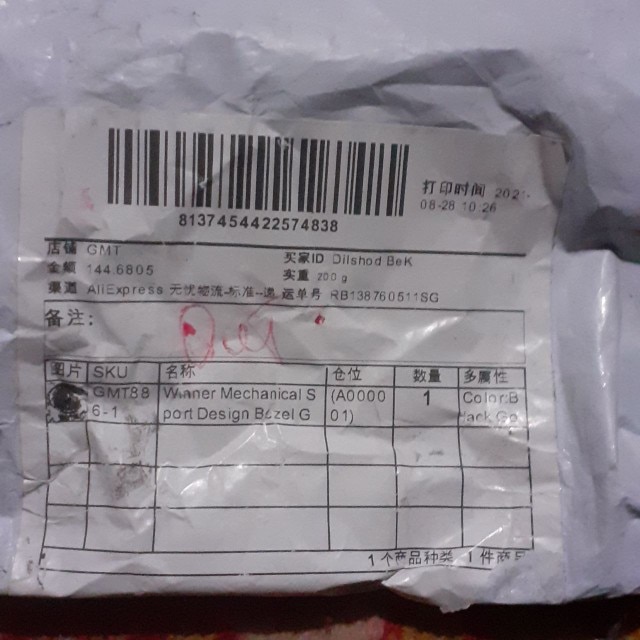 8137454422574838
打印时间 202
08-28 10:26
店铺 GMT 买家ID Dilshod BeK
金额 144.6805 实重 200 g
渠道 AliExpress 无忧物流-标准-递 运单号 RB138760511SG
备注:
图片 SKU 名称 仓位 数量 多属性
GMT88 Winner Mechanical S (A0000 1 Color:B
6-1 port Design Bezel G 01) lack Go
1个产品种类 1件商品